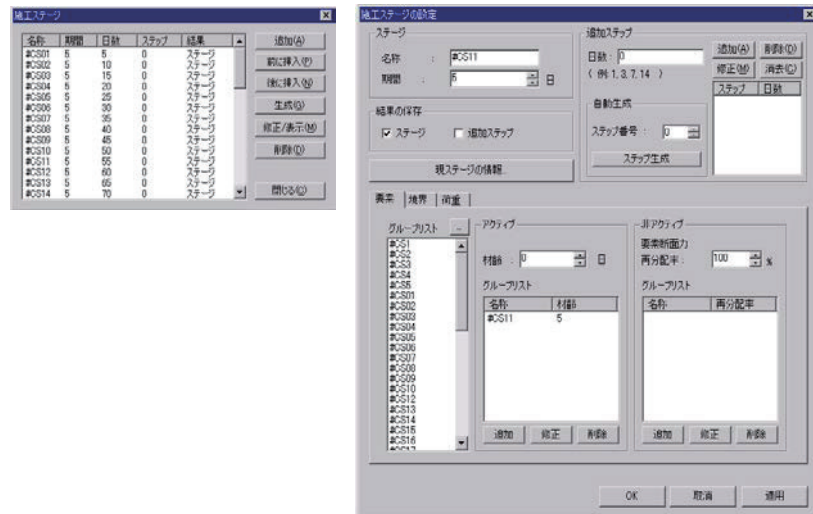 施工ステージ
名称 期間 日数 ステップ 結果
#CS01 5 5 0 ステージ
#CS02 5 10 0 ステージ
#CS03 5 15 0 ステージ
#CS04 5 20 0 ステージ
#CS05 5 25 0 ステージ
#CS06 5 30 0 ステージ
#CS07 5 35 0 ステージ
#CS08 5 40 0 ステージ
#CS09 5 45 0 ステージ
#CS10 5 50 0 ステージ
#CS11 5 55 0 ステージ
#CS12 5 60 0 ステージ
#CS13 5 65 0 ステージ
#CS14 5 70 0 ステージ
追加(A)
前に挿入(P)
後に挿入(N)
生成(G)
修正/表示(M)
削除(D)
閉じる(C)
施工ステージの設定
ステージ
名称 : #CS11
期間 : 5 日
結果の保存
ステージ 追加ステップ
現ステージの情報...
追加ステップ
日数 : 0
( 例 1, 3, 7, 14 )
追加(A) 削除(D)
修正(M) 消去(C)
ステップ 日数
自動生成
ステップ番号 : 0
ステップ生成
要素 境界 荷重
グループリスト ...
#CS1
#CS2
#CS3
#CS4
#CS5
#CS01
#CS02
#CS03
#CS04
#CS05
#CS06
#CS07
#CS08
#CS09
#CS10
#CS12
#CS13
#CS14
#CS15
#CS16
#CS17
アクティブ
材齢 : 0 日
グループリスト
名称 材齢
#CS11 5
追加 修正 削除
非アクティブ
要素断面力
再分配率 : 100 %
グループリスト
名称 再分配率
追加 修正 削除
OK 取消 適用